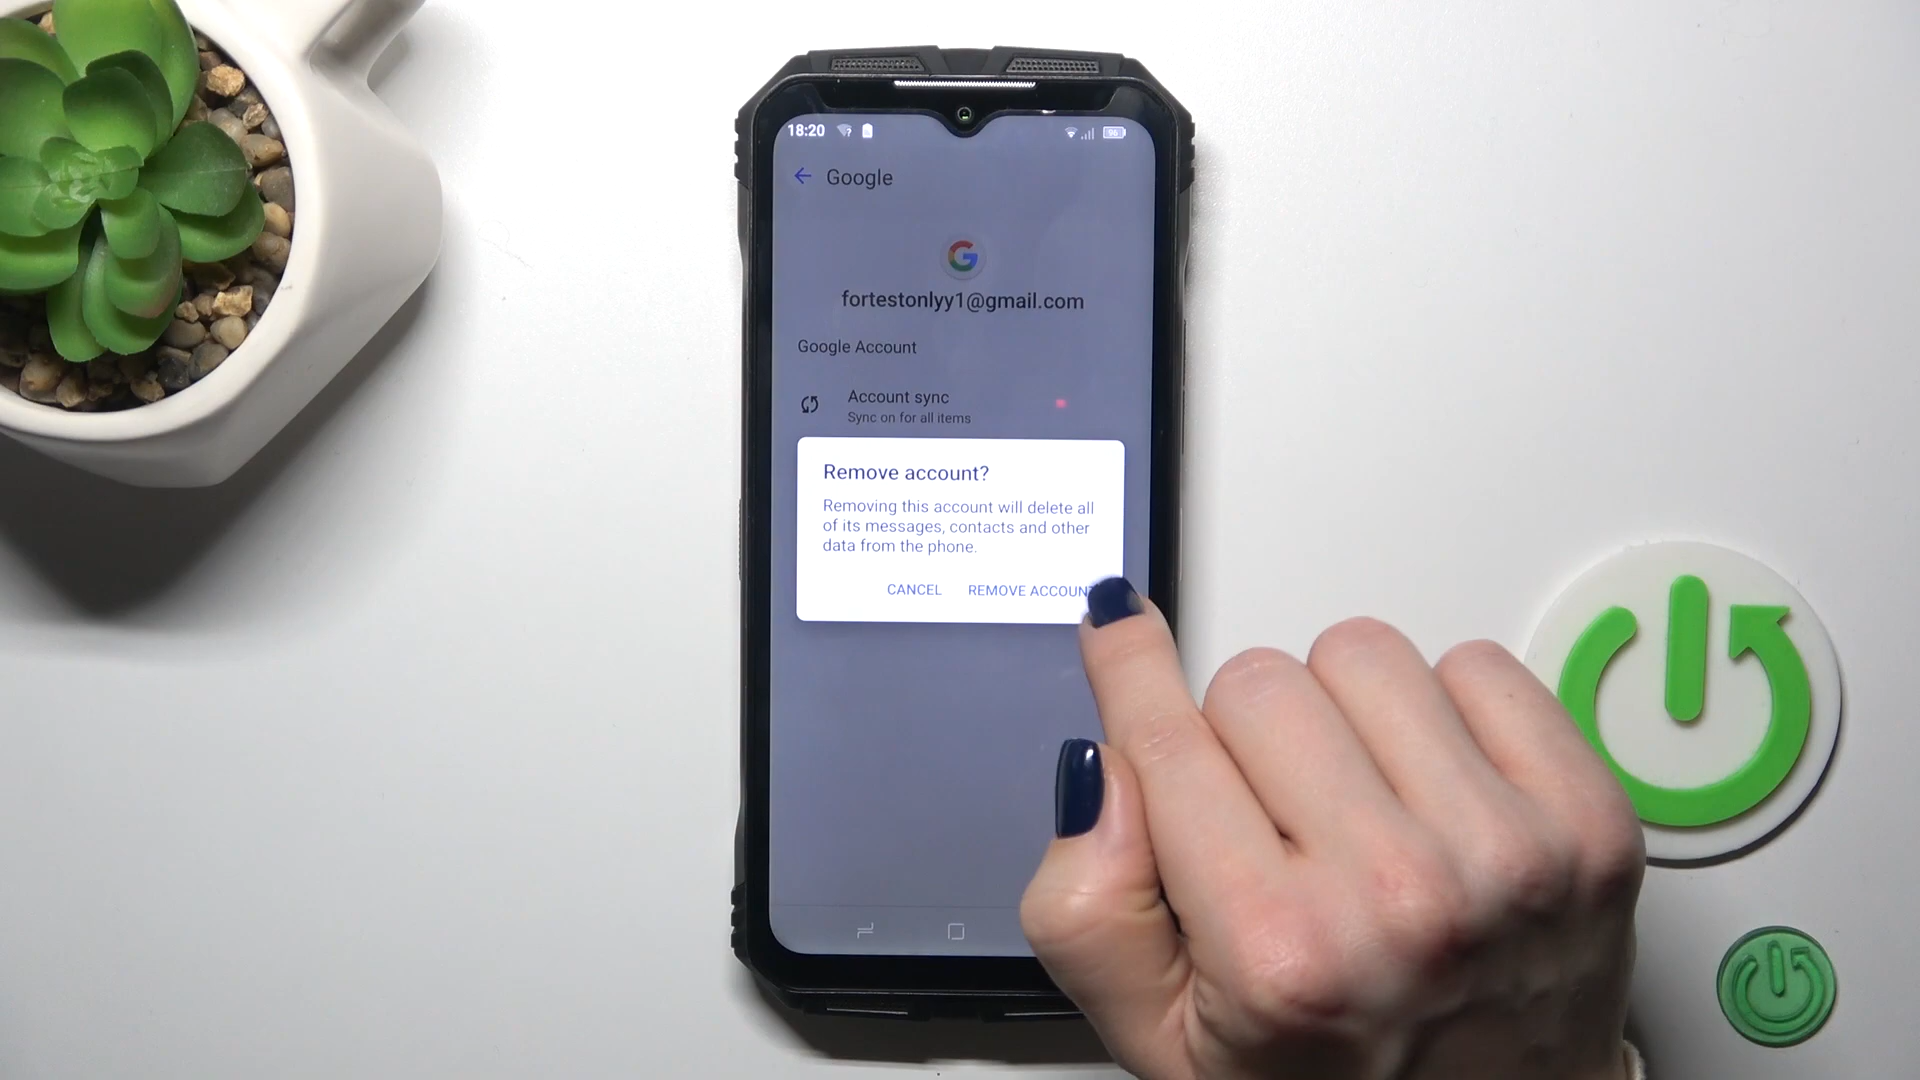 18:20
96
Google
G
fortestonlyy1@gmail.com
Google Account
Account sync
Sync on for all items
Remove account?
Removing this account will delete all
of its messages, contacts and other
data from the phone.
CANCEL REMOVE ACCOUNT